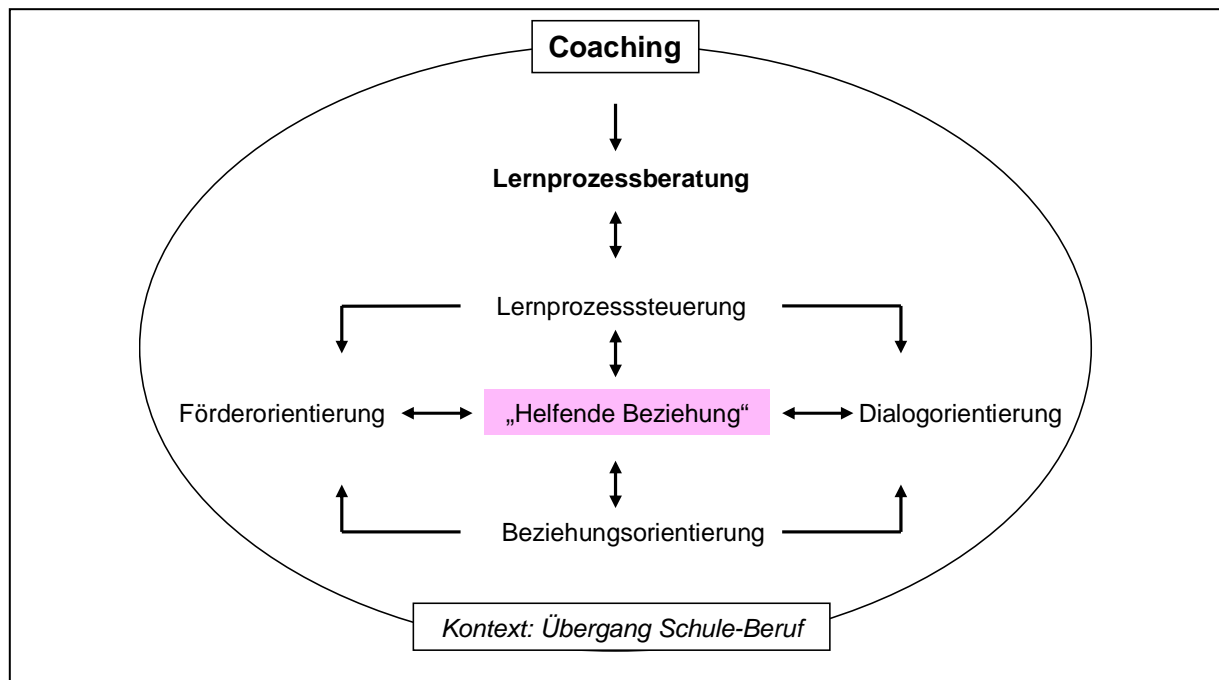 Coaching
Lernprozessberatung
Lernprozesssteuerung
Förderorientierung
„Helfende Beziehung“
Dialogorientierung
Beziehungsorientierung
Kontext: Übergang Schule-Beruf